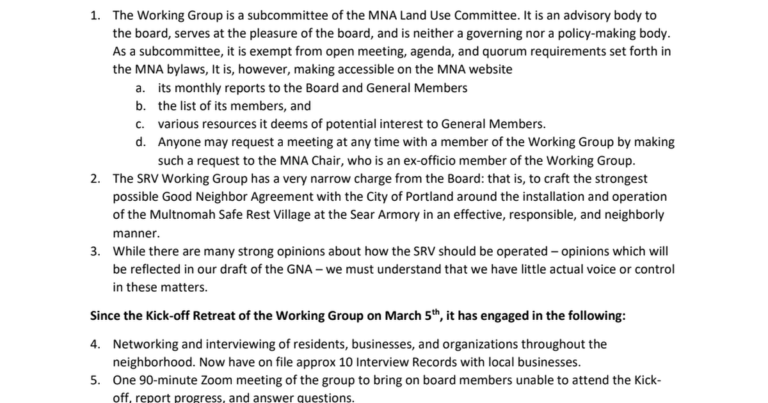 1. The Working Group is a subcommittee of the MNA Land Use Committee. It is an advisory body to
the board, serves at the pleasure of the board, and is neither a governing nor a policy-making body.
As a subcommittee, it is exempt from open meeting, agenda, and quorum requirements set forth in
the MNA bylaws, It is, however, making accessible on the MNA website
a. its monthly reports to the Board and General Members
b. the list of its members, and
c. various resources it deems of potential interest to General Members.
d. Anyone may request a meeting at any time with a member of the Working Group by making
such a request to the MNA Chair, who is an ex-officio member of the Working Group.
2. The SRV Working Group has a very narrow charge from the Board: that is, to craft the strongest
possible Good Neighbor Agreement with the City of Portland around the installation and operation
of the Multnomah Safe Rest Village at the Sear Armory in an effective, responsible, and neighborly
manner.
3. While there are many strong opinions about how the SRV should be operated – opinions which will
be reflected in our draft of the GNA – we must understand that we have little actual voice or control
in these matters.
Since the Kick-off Retreat of the Working Group on March 5th, it has engaged in the following:
4. Networking and interviewing of residents, businesses, and organizations throughout the
neighborhood. Now have on file approx 10 Interview Records with local businesses.
5. One 90-minute Zoom meeting of the group to bring on board members unable to attend the Kick-
off, report progress, and answer questions.